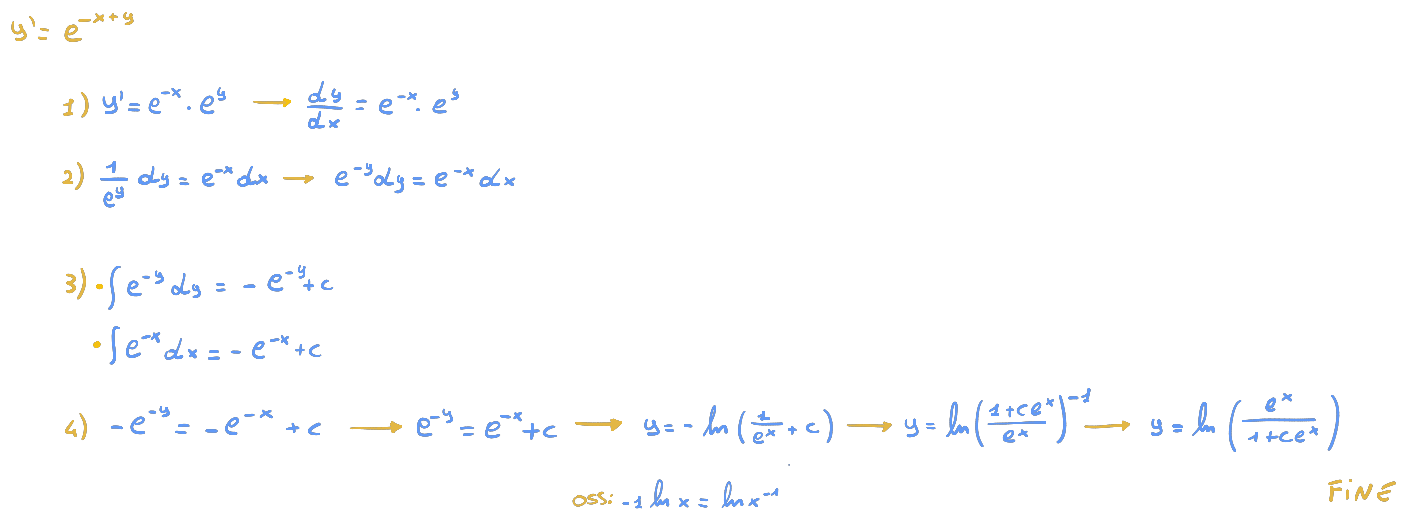 y' = e^{-x+y}
1) y' = e^{-x} · e^{y} → dy/dx = e^{-x} · e^{y}
2) 1/e^{y} dy = e^{-x} dx → e^{-y} dy = e^{-x} dx
3) • ∫ e^{-y} dy = - e^{-y} + c
• ∫ e^{-x} dx = - e^{-x} + c
4) - e^{-y} = - e^{-x} + c → e^{-y} = e^{-x} + c → y = - ln (1/e^{x} + c) → y = ln ((1 + ce^{x})/e^{x})^{-1} → y = ln (e^{x}/(1 + ce^{x}))
OSS: -1 ln x = ln x^{-1}
FiNE